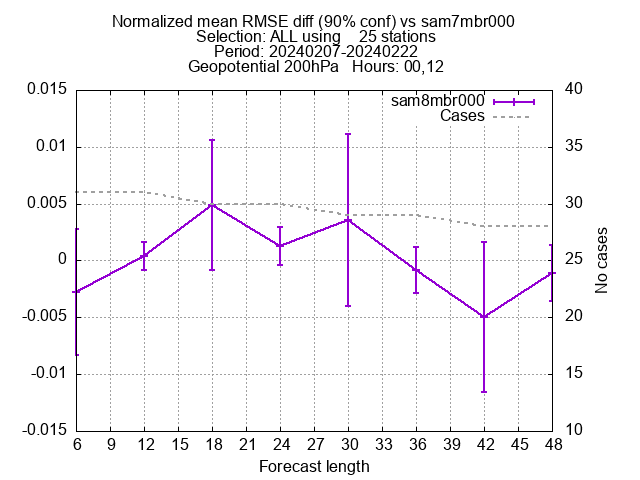 Normalized mean RMSE diff (90% conf) vs sam7mbr000
Selection: ALL using    25 stations
Period: 20240207-20240222
Geopotential 200hPa   Hours: 00,12
sam8mbr000
Cases
0.015
0.01
0.005
0
-0.005
-0.01
-0.015
40
35
30
25
20
15
10
No cases
6 9 12 15 18 21 24 27 30 33 36 39 42 45 48
Forecast length